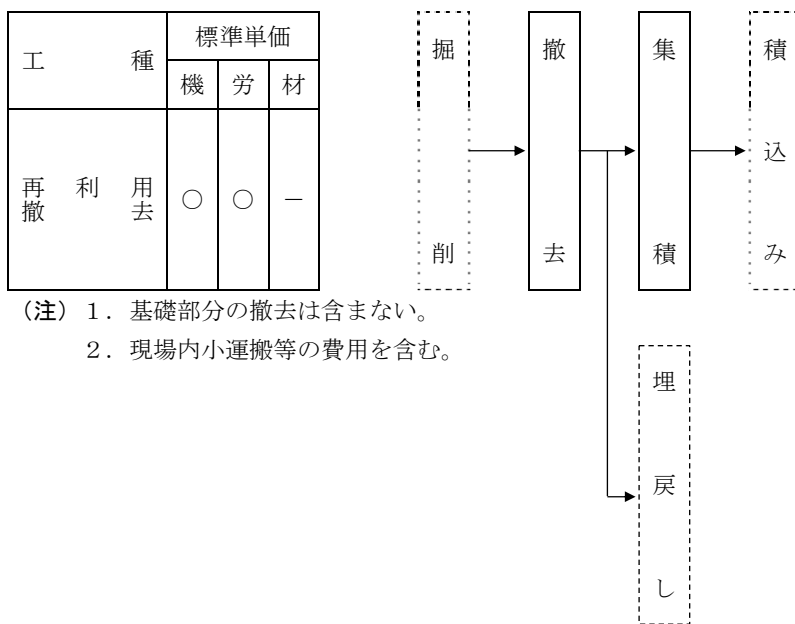 工種
標準単価
機 労 材
再利用
撤去
○ ○ －
掘削
撤去
集積
積込み
（注）１．基礎部分の撤去は含まない。
２．現場内小運搬等の費用を含む。
埋戻し